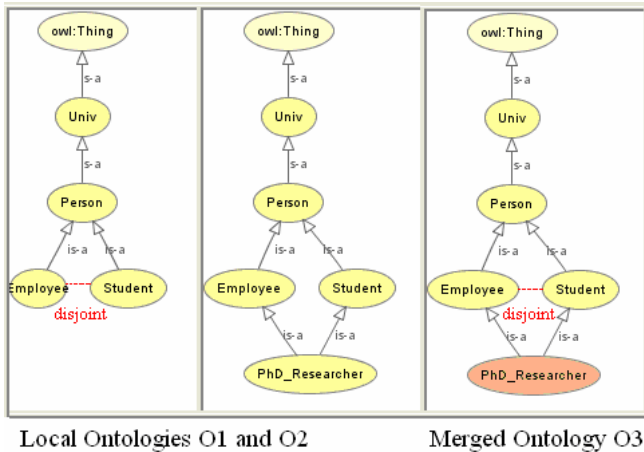 owl:Thing
s-a
Univ
s-a
Person
is-a
is-a
Employee
Student
disjoint
owl:Thing
s-a
Univ
s-a
Person
is-a
is-a
Employee
Student
is-a
is-a
PhD_Researcher
owl:Thing
s-a
Univ
s-a
Person
is-a
is-a
Employee
Student
disjoint
is-a
is-a
PhD_Researcher
Local Ontologies O1 and O2
Merged Ontology O3